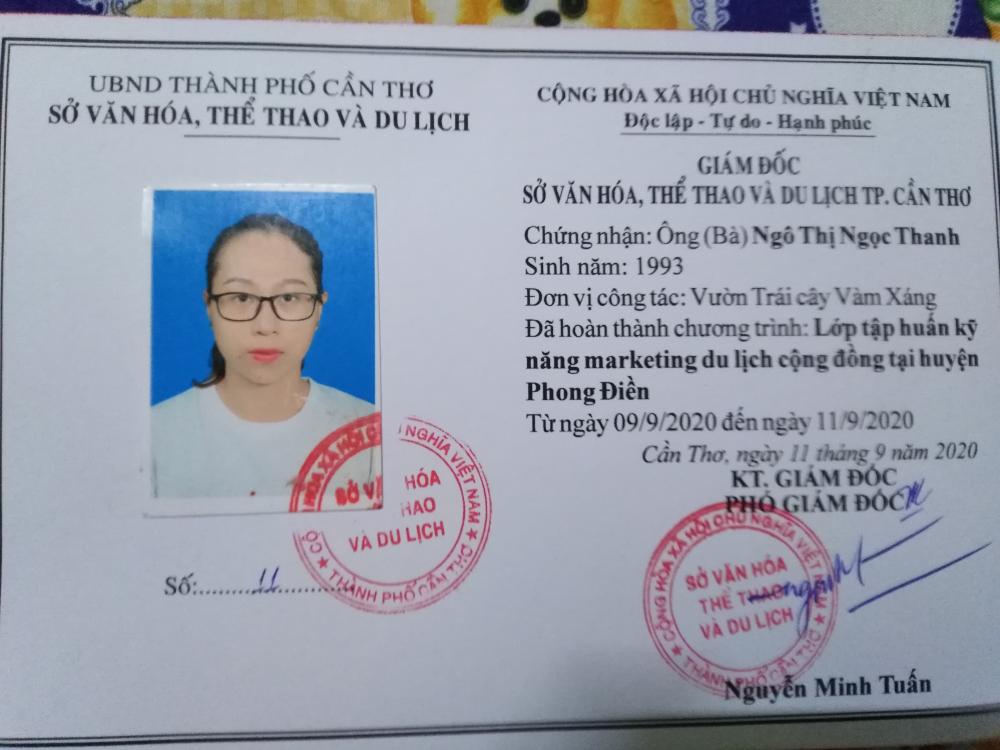 UBND THÀNH PHỐ CẦN THƠ
SỞ VĂN HÓA, THỂ THAO VÀ DU LỊCH
CỘNG HÒA XÃ HỘI CHỦ NGHĨA VIỆT NAM
SỞ VĂN HÓA
THAO
VÀ DU LỊCH
THÀNH PHỐ CẦN THƠ
Số:..........11..........
CỘNG HÒA XÃ HỘI CHỦ NGHĨA VIỆT NAM
Độc lập - Tự do - Hạnh phúc
GIÁM ĐỐC
SỞ VĂN HÓA, THỂ THAO VÀ DU LỊCH TP. CẦN THƠ
Chứng nhận: Ông (Bà) Ngô Thị Ngọc Thanh
Sinh năm: 1993
Đơn vị công tác: Vườn Trái cây Vàm Xáng
Đã hoàn thành chương trình: Lớp tập huấn kỹ
năng marketing du lịch cộng đồng tại huyện
Phong Điền
Từ ngày 09/9/2020 đến ngày 11/9/2020
Cần Thơ, ngày 11 tháng 9 năm 2020
KT. GIÁM ĐỐC
PHÓ GIÁM ĐỐC
CỘNG HÒA XÃ HỘI CHỦ NGHĨA VIỆT NAM
SỞ VĂN HÓA
THỂ THAO
VÀ DU LỊCH
THÀNH PHỐ CẦN THƠ
Nguyễn Minh Tuấn